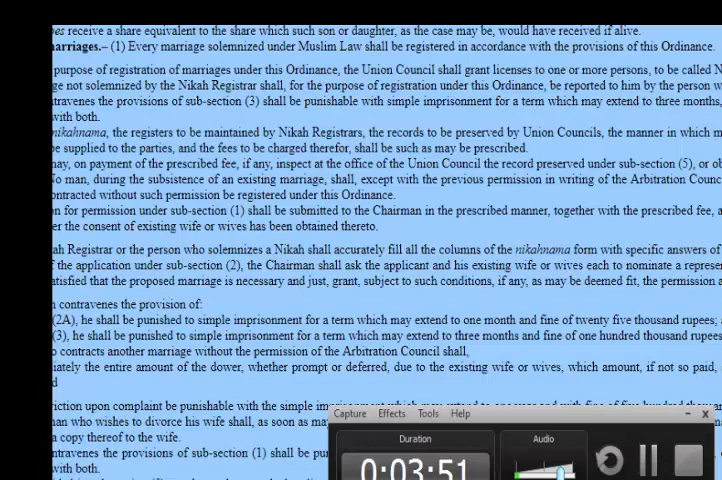 es receive a share equivalent to the share which such son or daughter, as the case may be, would have received if alive.
arriages.– (1) Every marriage solemnized under Muslim Law shall be registered in accordance with the provisions of this Ordinance.
purpose of registration of marriages under this Ordinance, the Union Council shall grant licenses to one or more persons, to be called N
ge not solemnized by the Nikah Registrar shall, for the purpose of registration under this Ordinance, be reported to him by the person w
travenes the provisions of sub-section (3) shall be punishable with simple imprisonment for a term which may extend to three months,
with both.
nikahnama, the registers to be maintained by Nikah Registrars, the records to be preserved by Union Councils, the manner in which m
be supplied to the parties, and the fees to be charged therefor, shall be such as may be prescribed.
may, on payment of the prescribed fee, if any, inspect at the office of the Union Council the record preserved under sub-section (5), or ob
No man, during the subsistence of an existing marriage, shall, except with the previous permission in writing of the Arbitration Counc
ontracted without such permission be registered under this Ordinance.
on for permission under sub-section (1) shall be submitted to the Chairman in the prescribed manner, together with the prescribed fee, a
er the consent of existing wife or wives has been obtained thereto.
ah Registrar or the person who solemnizes a Nikah shall accurately fill all the columns of the nikahnama form with specific answers of
f the application under sub-section (2), the Chairman shall ask the applicant and his existing wife or wives each to nominate a represe
atisfied that the proposed marriage is necessary and just, grant, subject to such conditions, if any, as may be deemed fit, the permission a
n contravenes the provision of:
(2A), he shall be punished to simple imprisonment for a term which may extend to one month and fine of twenty five thousand rupees;
(3), he shall be punished to simple imprisonment for a term which may extend to three months and fine of one hundred thousand rupees
o contracts another marriage without the permission of the Arbitration Council shall,
iately the entire amount of the dower, whether prompt or deferred, due to the existing wife or wives, which amount, if not so paid,
d
iction upon complaint be punishable with the simple
an who wishes to divorce his wife shall, as soon as may
a copy thereof to the wife.
ntravenes the provisions of sub-section (1) shall be pu
with both.
Capture Effects Tools Help
Duration
Audio
0:03:51